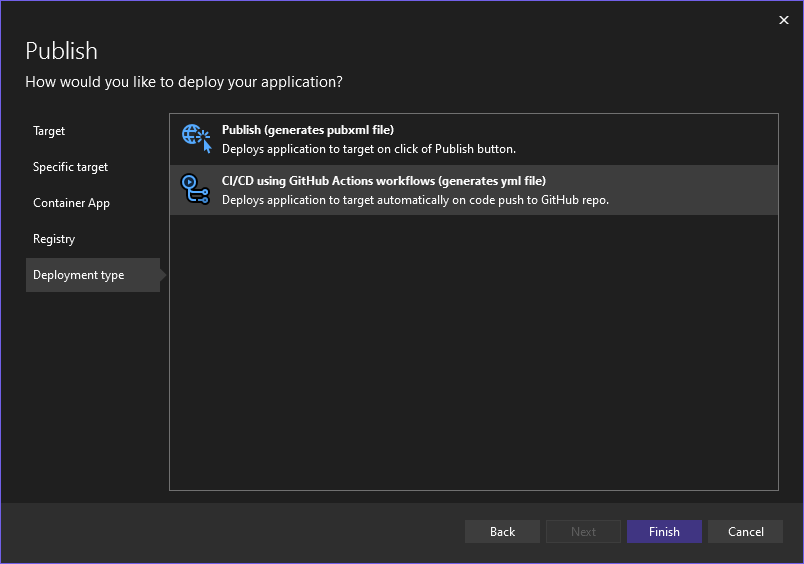 Publish
How would you like to deploy your application?
Target
Specific target
Container App
Registry
Deployment type
Publish (generates pubxml file)
Deploys application to target on click of Publish button.
CI/CD using GitHub Actions workflows (generates yml file)
Deploys application to target automatically on code push to GitHub repo.
Back
Next
Finish
Cancel